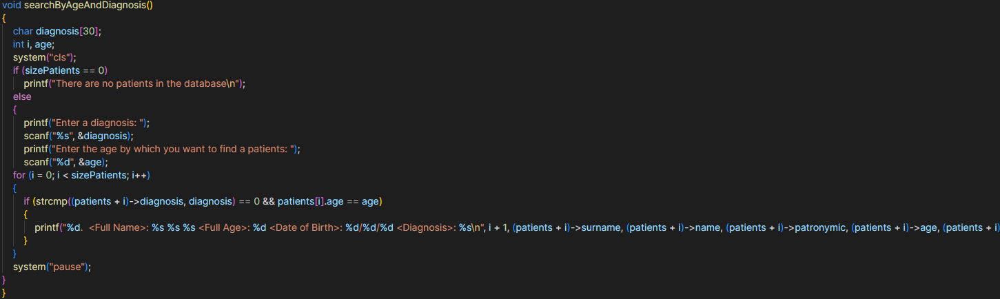 void searchByAgeAndDiagnosis()
{
char diagnosis[30];
int i, age;
system("cls");
if (sizePatients == 0)
printf("There are no patients in the database\n");
else
{
printf("Enter a diagnosis: ");
scanf("%s", &diagnosis);
printf("Enter the age by which you want to find a patients: ");
scanf("%d", &age);
for (i = 0; i < sizePatients; i++)
{
if (strcmp((patients + i)->diagnosis, diagnosis) == 0 && patients[i].age == age)
{
printf("%d.  <Full Name>: %s %s %s <Full Age>: %d <Date of Birth>: %d/%d/%d <Diagnosis>: %s\n", i + 1, (patients + i)->surname, (patients + i)->name, (patients + i)->patronymic, (patients + i)->age, (patients + i)
}
}
system("pause");
}
}